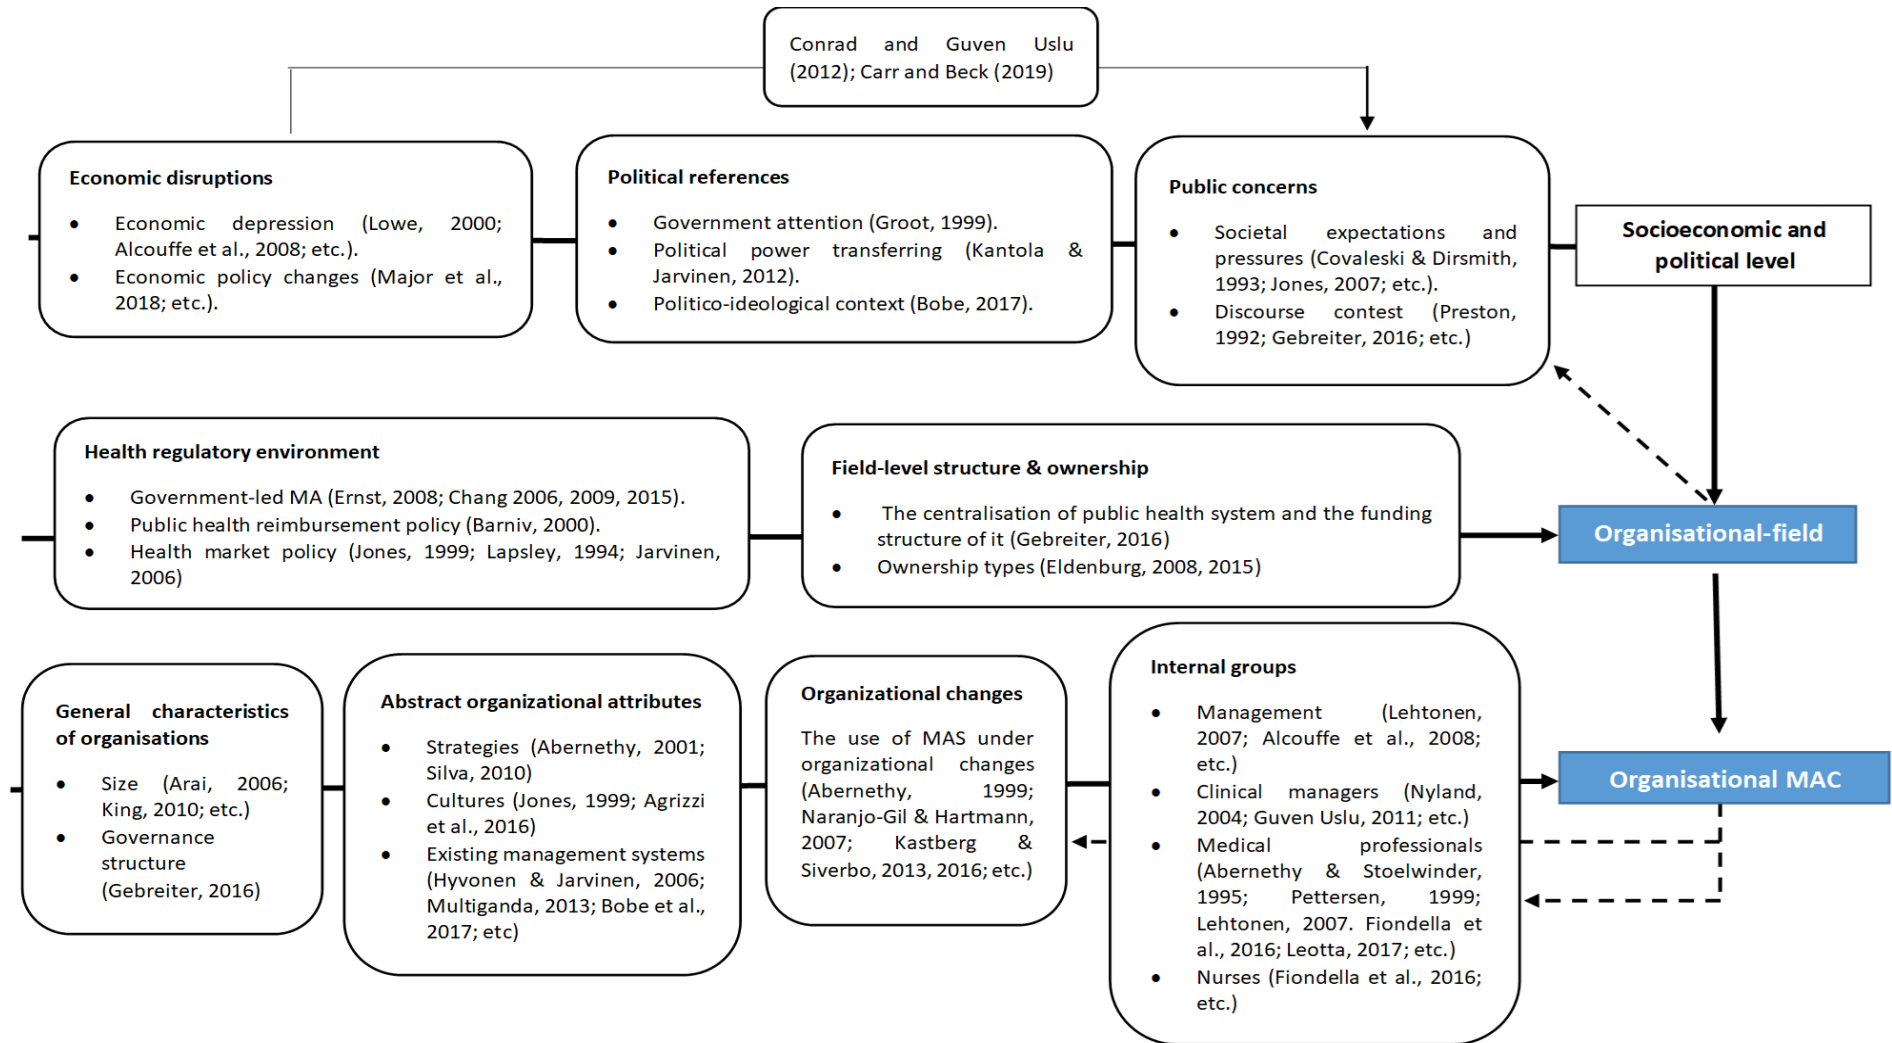 Conrad and Guven Uslu
(2012); Carr and Beck (2019)
Economic disruptions
• Economic depression (Lowe, 2000;
Alcouffe et al., 2008; etc.).
• Economic policy changes (Major et al.,
2018; etc.).
Political references
• Government attention (Groot, 1999).
• Political power transferring (Kantola &
Jarvinen, 2012).
• Politico-ideological context (Bobe, 2017).
Public concerns
• Societal expectations and
pressures (Covaleski & Dirsmith,
1993; Jones, 2007; etc.).
• Discourse contest (Preston,
1992; Gebreiter, 2016; etc.)
Socioeconomic and
political level
Health regulatory environment
• Government-led MA (Ernst, 2008; Chang 2006, 2009, 2015).
• Public health reimbursement policy (Barniv, 2000).
• Health market policy (Jones, 1999; Lapsley, 1994; Jarvinen,
2006)
Field-level structure & ownership
• The centralisation of public health system and the funding
structure of it (Gebreiter, 2016)
• Ownership types (Eldenburg, 2008, 2015)
Organisational-field
General characteristics
of organisations
• Size (Arai, 2006;
King, 2010; etc.)
• Governance
structure
(Gebreiter, 2016)
Abstract organizational attributes
• Strategies (Abernethy, 2001;
Silva, 2010)
• Cultures (Jones, 1999; Agrizzi
et al., 2016)
• Existing management systems
(Hyvonen & Jarvinen, 2006;
Multiganda, 2013; Bobe et al.,
2017; etc)
Organizational changes
The use of MAS under
organizational changes
(Abernethy, 1999;
Naranjo-Gil & Hartmann,
2007; Kastberg &
Siverbo, 2013, 2016; etc.)
Internal groups
• Management (Lehtonen,
2007; Alcouffe et al., 2008;
etc.)
• Clinical managers (Nyland,
2004; Guven Uslu, 2011; etc.)
• Medical professionals
(Abernethy & Stoelwinder,
1995; Pettersen, 1999;
Lehtonen, 2007. Fiondella
et al., 2016; Leotta, 2017; etc.)
• Nurses (Fiondella et al., 2016;
etc.)
Organisational MAC